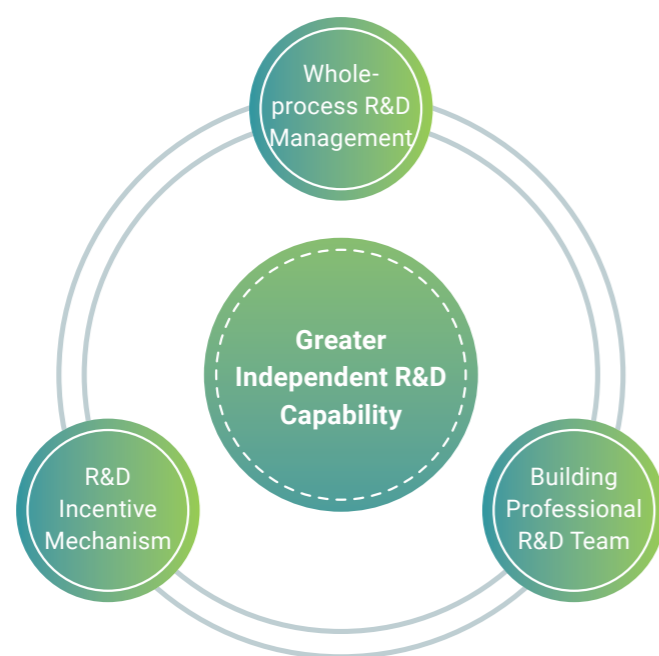 Whole-
process R&D
Management
Greater
Independent R&D
Capability
R&D
Incentive
Mechanism
Building
Professional
R&D Team